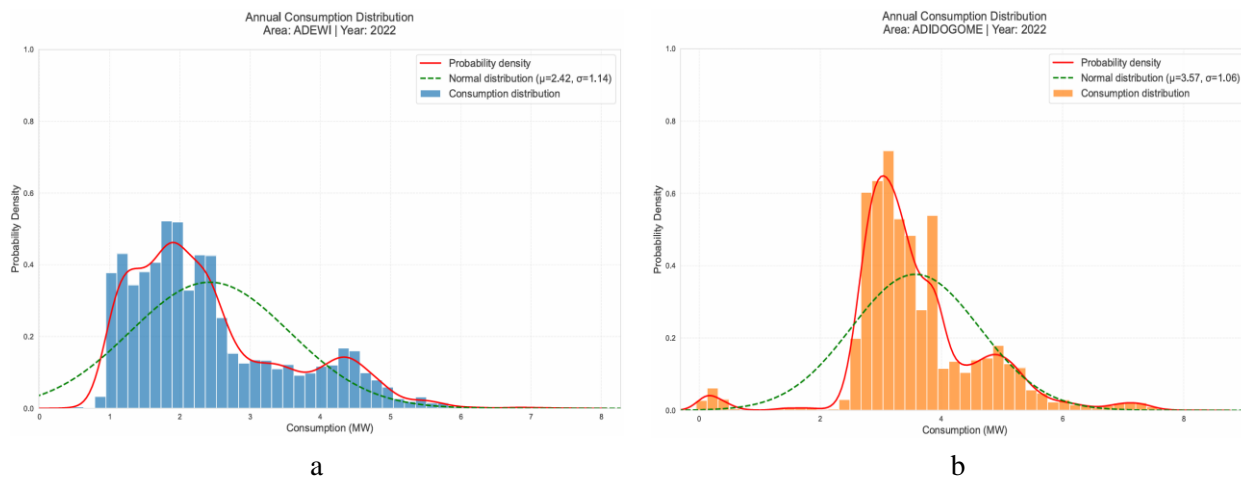 Annual Consumption Distribution
Area: ADEWI | Year: 2022
1.0
0.8
0.6
0.4
0.2
0.0
Probability Density
Probability density
Normal distribution (μ=2.42, σ=1.14)
Consumption distribution
0 1 2 3 4 5 6 7 8
Consumption (MW)
a
Annual Consumption Distribution
Area: ADIDOGOME | Year: 2022
1.0
0.8
0.6
0.4
0.2
0.0
Probability Density
Probability density
Normal distribution (μ=3.57, σ=1.06)
Consumption distribution
0 2 4 6 8
Consumption (MW)
b